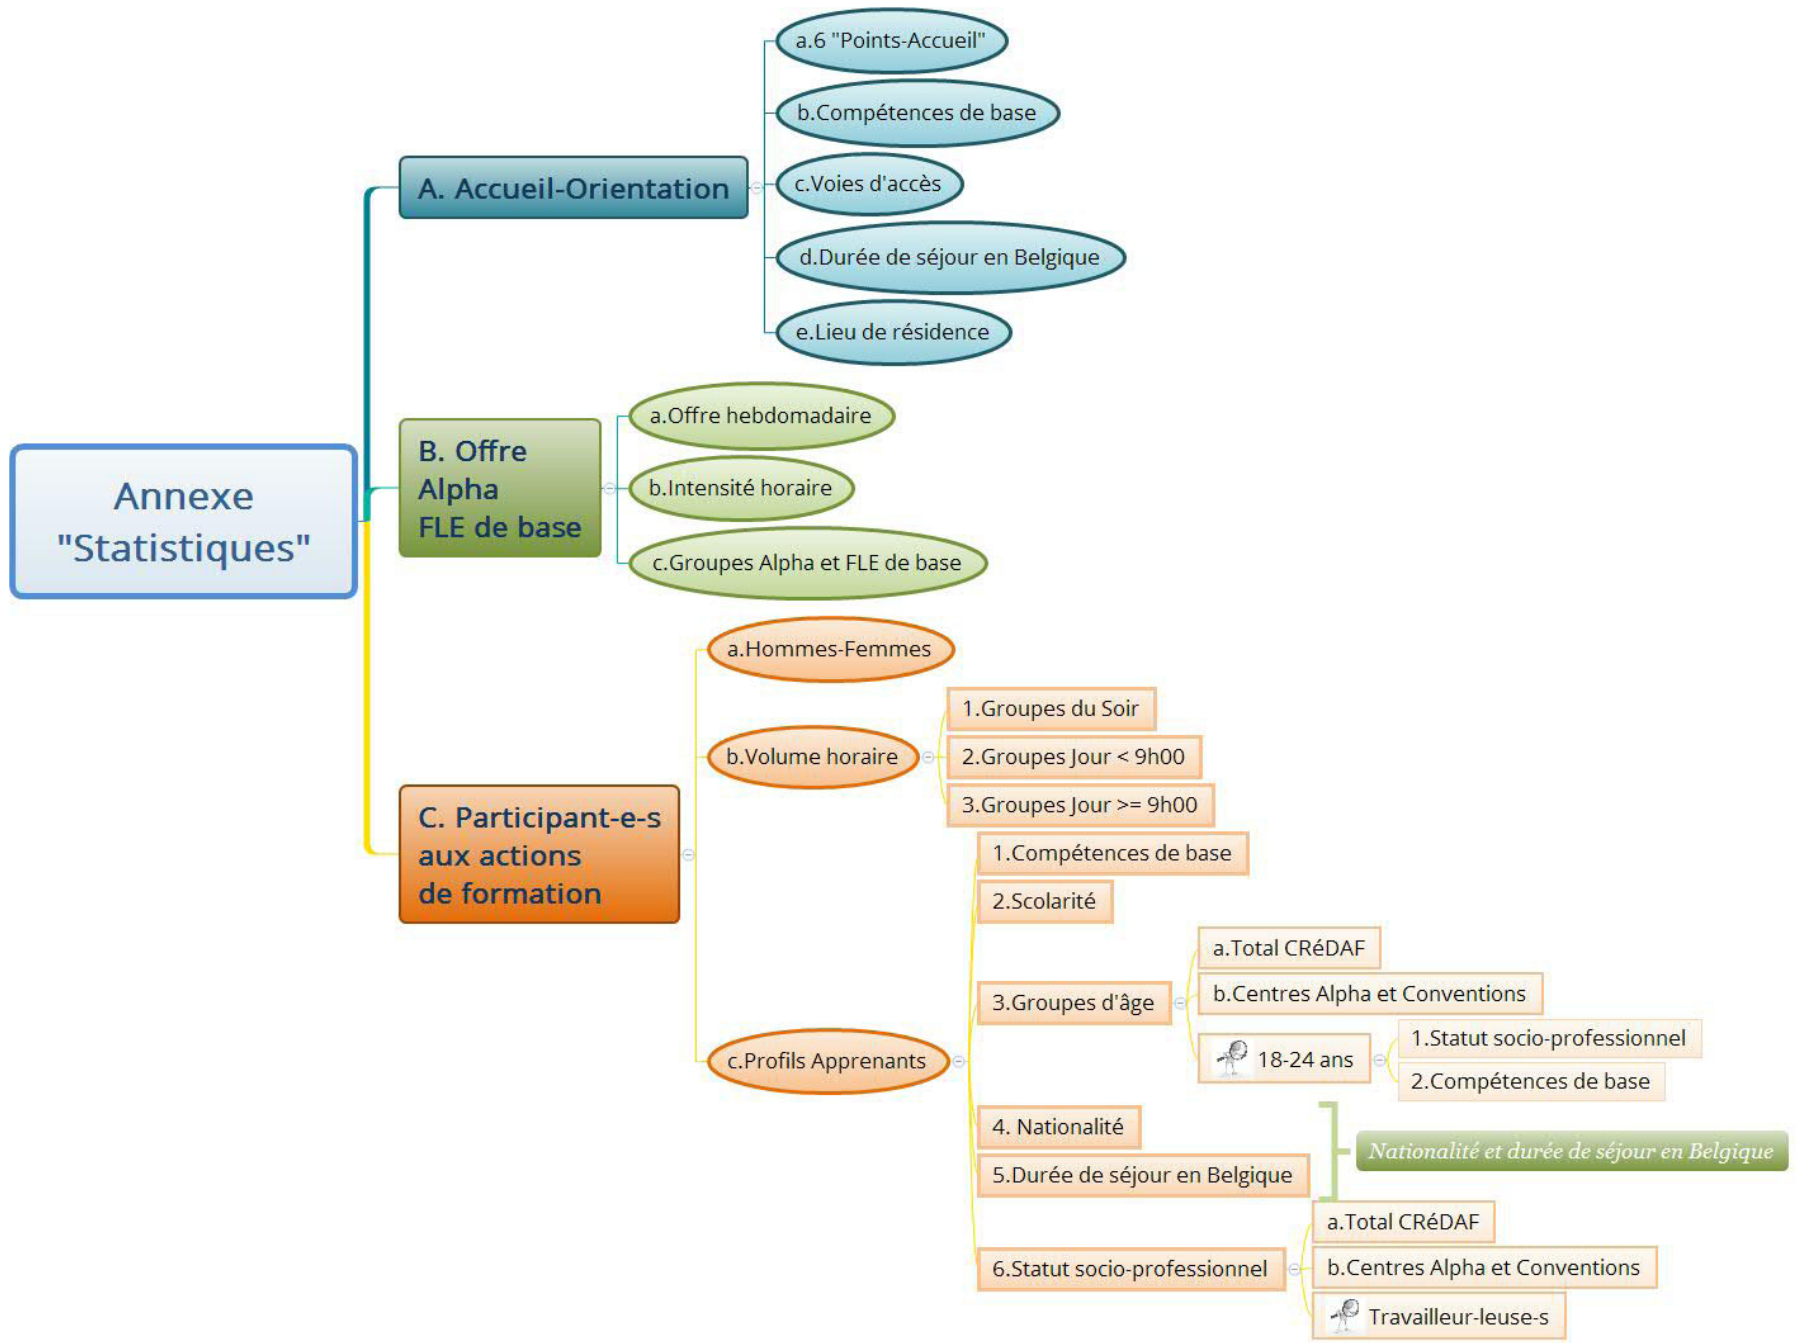 Annexe
"Statistiques"
A. Accueil-Orientation
a.6 "Points-Accueil"
b.Compétences de base
c.Voies d'accès
d.Durée de séjour en Belgique
e.Lieu de résidence
B. Offre
Alpha
FLE de base
a.Offre hebdomadaire
b.Intensité horaire
c.Groupes Alpha et FLE de base
C. Participant-e-s
aux actions
de formation
a.Hommes-Femmes
b.Volume horaire
1.Groupes du Soir
2.Groupes Jour < 9h00
3.Groupes Jour >= 9h00
c.Profils Apprenants
1.Compétences de base
2.Scolarité
3.Groupes d'âge
a.Total CRéDAF
b.Centres Alpha et Conventions
18-24 ans
1.Statut socio-professionnel
2.Compétences de base
4. Nationalité
5.Durée de séjour en Belgique
Nationalité et durée de séjour en Belgique
6.Statut socio-professionnel
a.Total CRéDAF
b.Centres Alpha et Conventions
Travailleur-leuse-s